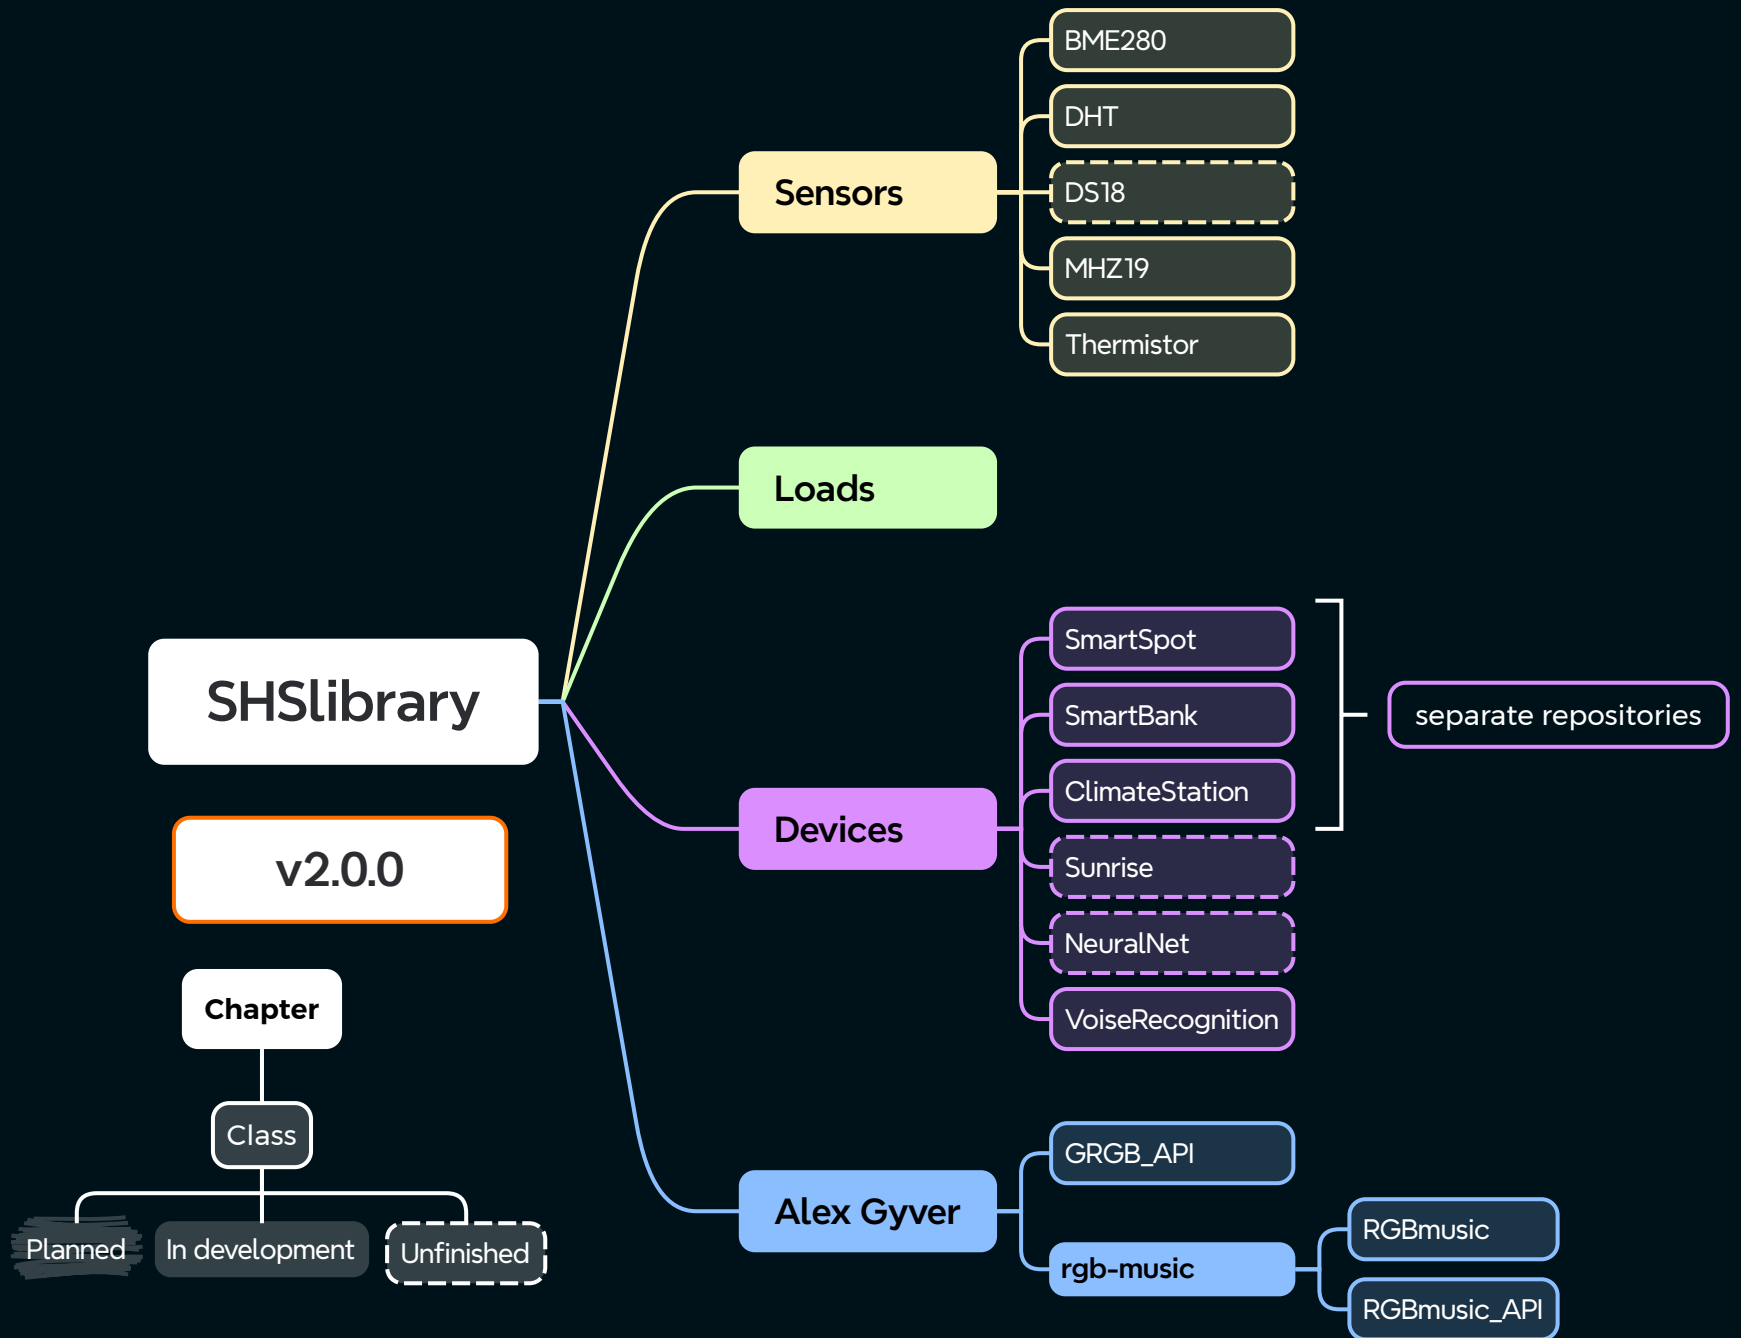 SHSlibrary
v2.0.0
Sensors
BME280
DHT
DS18
MHZ19
Thermistor
Loads
Devices
SmartSpot
SmartBank
ClimateStation
Sunrise
NeuralNet
VoiseRecognition
separate repositories
Alex Gyver
GRGB_API
rgb-music
RGBmusic
RGBmusic_API
Chapter
Class
Planned
In development
Unfinished